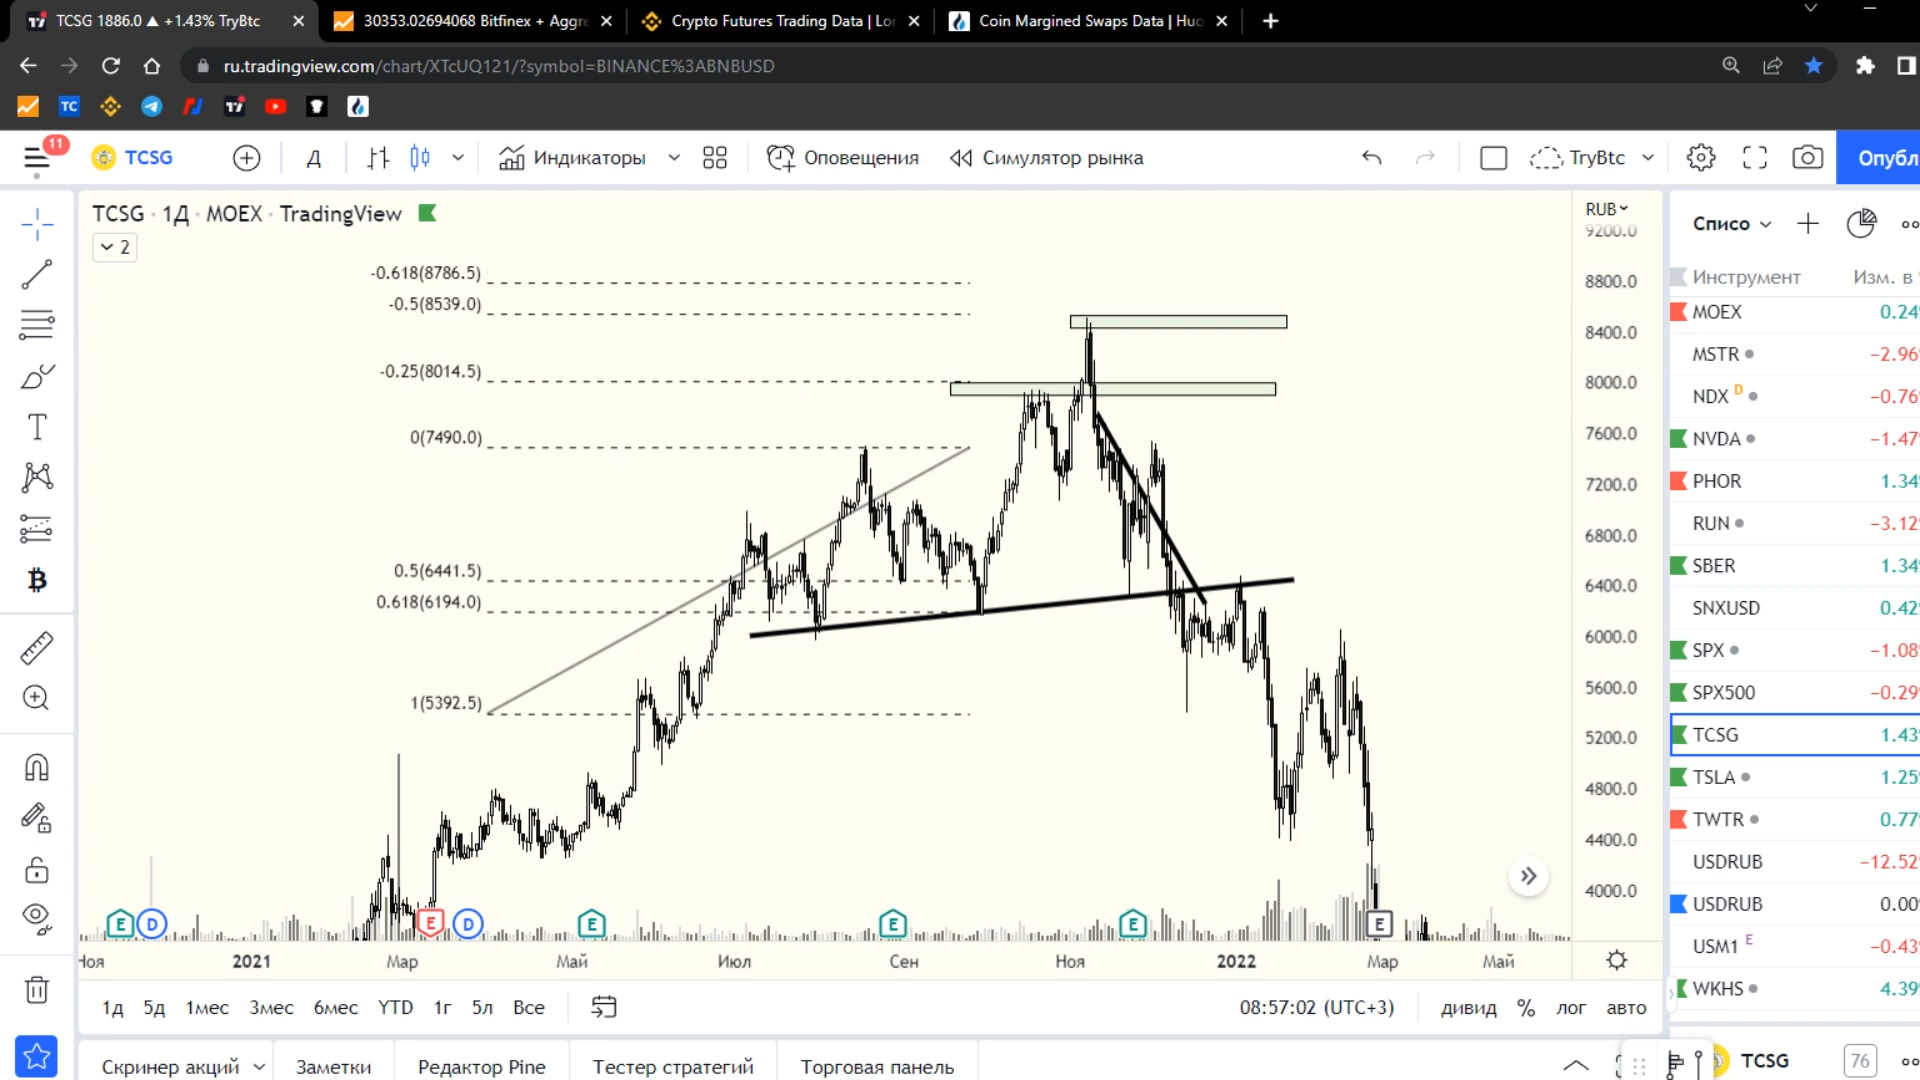 TCSG 1886.0 ▲ +1.43% TryBtc
30353.02694068 Bitfinex + Aggre
Crypto Futures Trading Data | Lon
Coin Margined Swaps Data | Huo
ru.tradingview.com/chart/XTcUQ121/?symbol=BINANCE%3ABNBUSD
TC
11
TCSG
Д
Индикаторы
Оповещения
Симулятор рынка
TryBtc
Опубл
TCSG · 1Д · MOEX · TradingView
2
RUB
9200.0
8800.0
8400.0
8000.0
7600.0
7200.0
6800.0
6400.0
6000.0
5600.0
5200.0
4800.0
4400.0
4000.0
-0.618(8786.5)
-0.5(8539.0)
-0.25(8014.5)
0(7490.0)
0.5(6441.5)
0.618(6194.0)
1(5392.5)
E D E D E E E E
Ноя 2021 Мар Май Июл Сен Ноя 2022 Мар Май
1д 5д 1мес 3мес 6мес YTD 1г 5л Все
08:57:02 (UTC+3)
дивид % лог авто
Скринер акций
Заметки
Редактор Pine
Тестер стратегий
Торговая панель
Списо
Инструмент Изм. в
MOEX 0.24
MSTR −2.96
NDX D −0.76
NVDA −1.47
PHOR 1.34
RUN −3.12
SBER 1.34
SNXUSD 0.42
SPX −1.08
SPX500 −0.29
TCSG 1.43
TSLA 1.25
TWTR 0.77
USDRUB −12.52
USDRUB 0.00
USM1 E −0.43
WKHS 4.39
TCSG 76